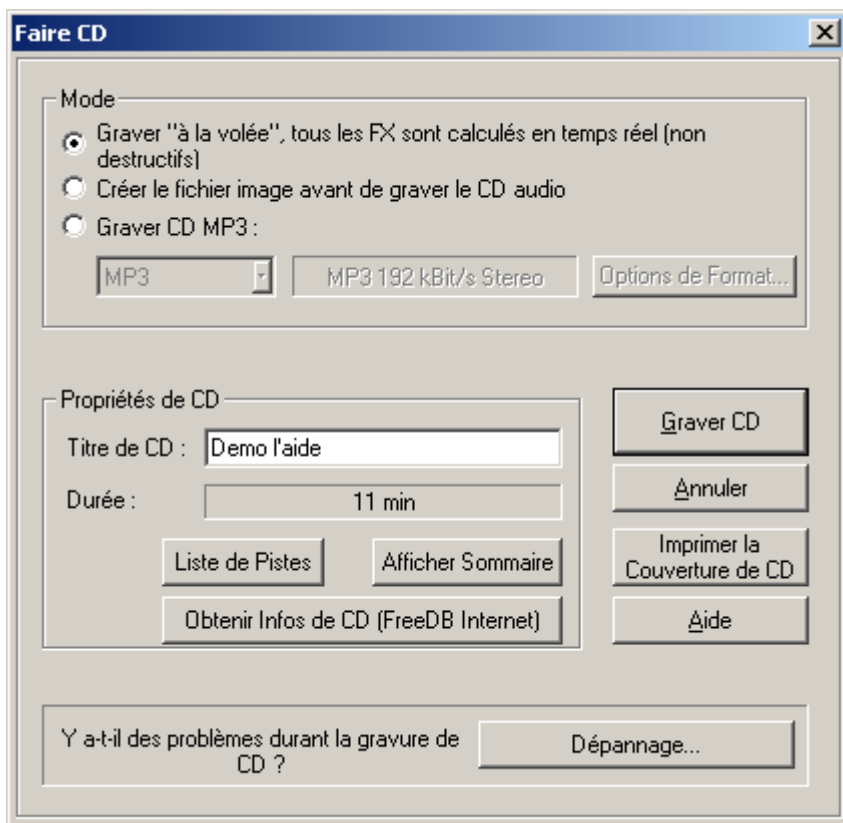 Faire CD
Mode
Graver "à la volée", tous les FX sont calculés en temps réel (non
destructifs)
Créer le fichier image avant de graver le CD audio
Graver CD MP3 :
MP3
MP3 192 kBit/s Stereo
Options de Format...
Propriétés de CD
Titre de CD :
Demo l'aide
Durée :
11 min
Liste de Pistes
Afficher Sommaire
Obtenir Infos de CD (FreeDB Internet)
Graver CD
Annuler
Imprimer la
Couverture de CD
Aide
Y a-t-il des problèmes durant la gravure de
CD ?
Dépannage...